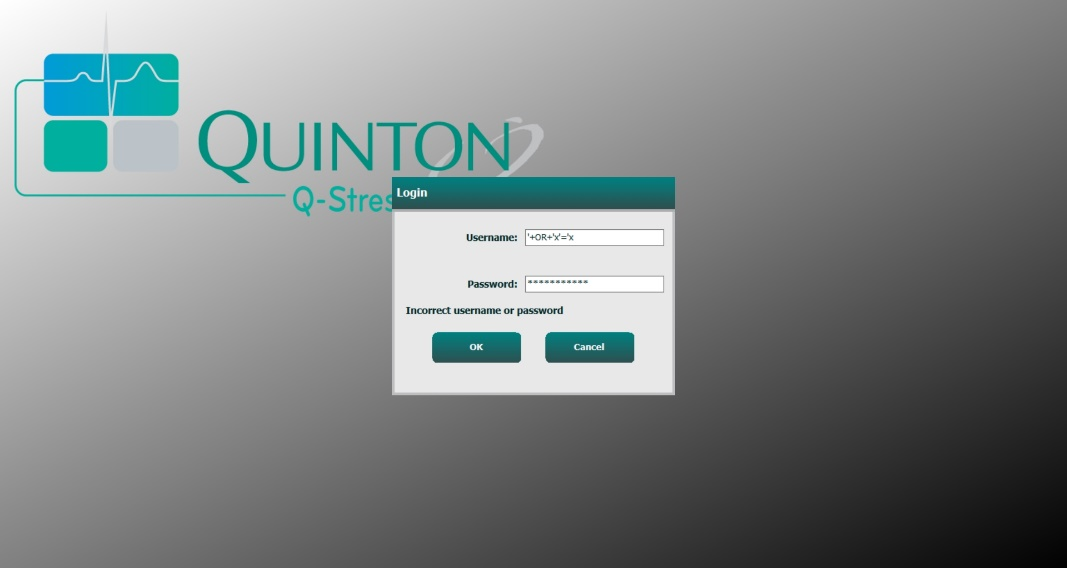 QUINTON
Q-Stres
Login
Username: '+OR+'x'='x
Password: ***********
Incorrect username or password
OK Cancel